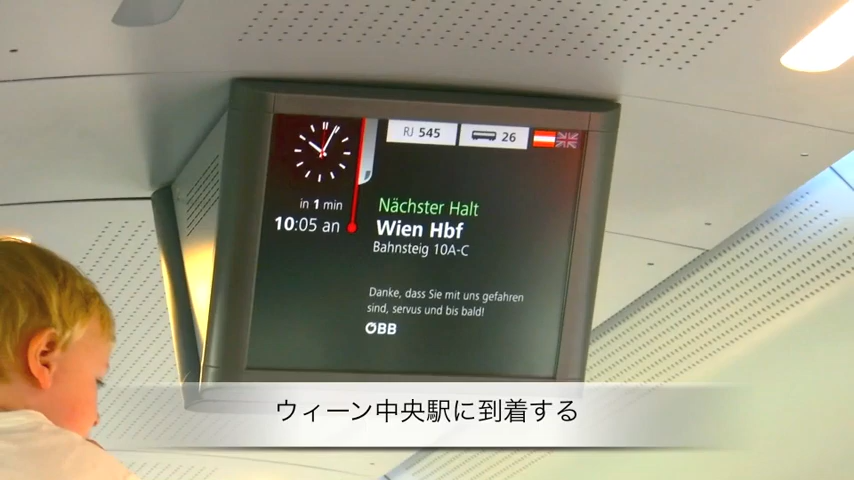 RJ 545
26
in 1 min
10:05 an
Nächster Halt
Wien Hbf
Bahnsteig 10A-C
Danke, dass Sie mit uns gefahren
sind, servus und bis bald!
ÖBB
ウィーン中央駅に到着する